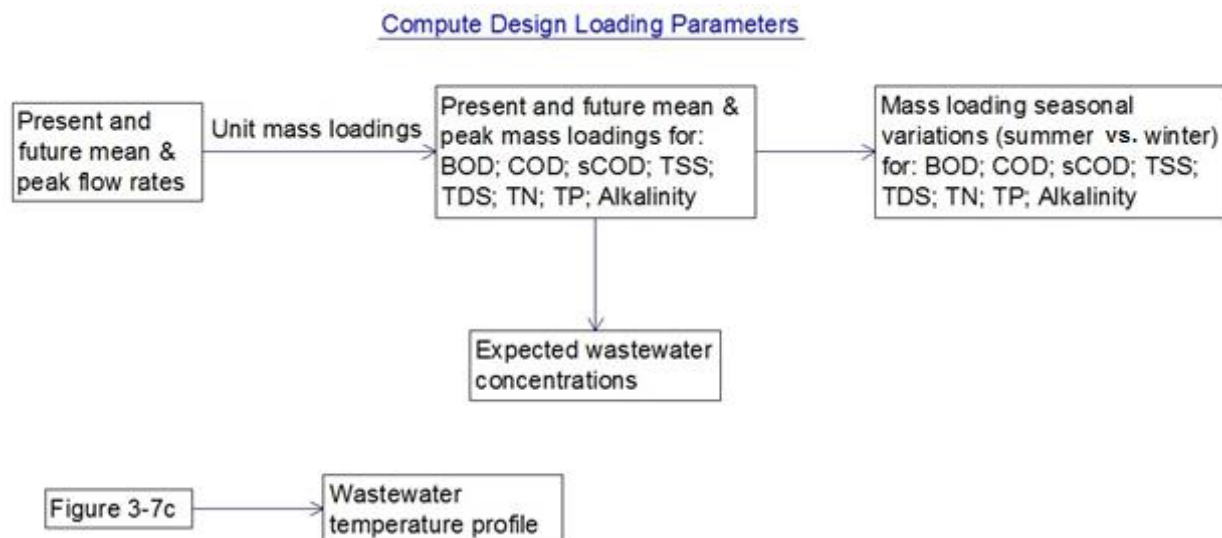 Compute Design Loading Parameters
Present and
future mean &
peak flow rates
Unit mass loadings
Present and future mean &
peak mass loadings for:
BOD; COD; sCOD; TSS;
TDS; TN; TP; Alkalinity
Mass loading seasonal
variations (summer vs. winter)
for: BOD; COD; sCOD; TSS;
TDS; TN; TP; Alkalinity
Expected wastewater
concentrations
Figure 3-7c
Wastewater
temperature profile